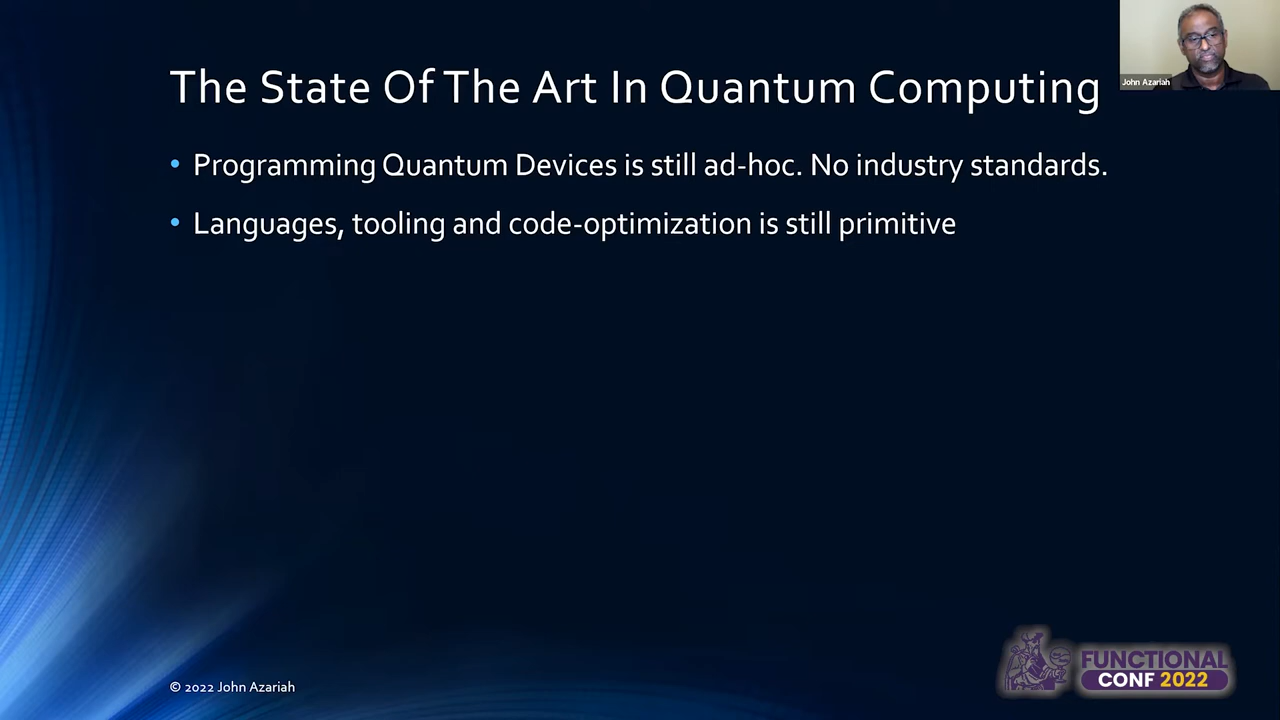 The State Of The Art In Quantum Computing
John Azariah
• Programming Quantum Devices is still ad-hoc. No industry standards.
• Languages, tooling and code-optimization is still primitive
© 2022 John Azariah
FUNCTIONAL
CONF 2022